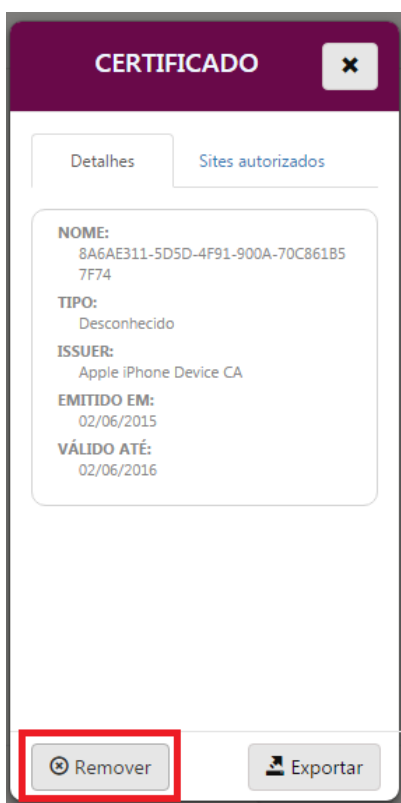 CERTIFICADO
Detalhes
Sites autorizados
NOME:
8A6AE311-5D5D-4F91-900A-70C861B5
7F74
TIPO:
Desconhecido
ISSUER:
Apple iPhone Device CA
EMITIDO EM:
02/06/2015
VÁLIDO ATÉ:
02/06/2016
Remover
Exportar